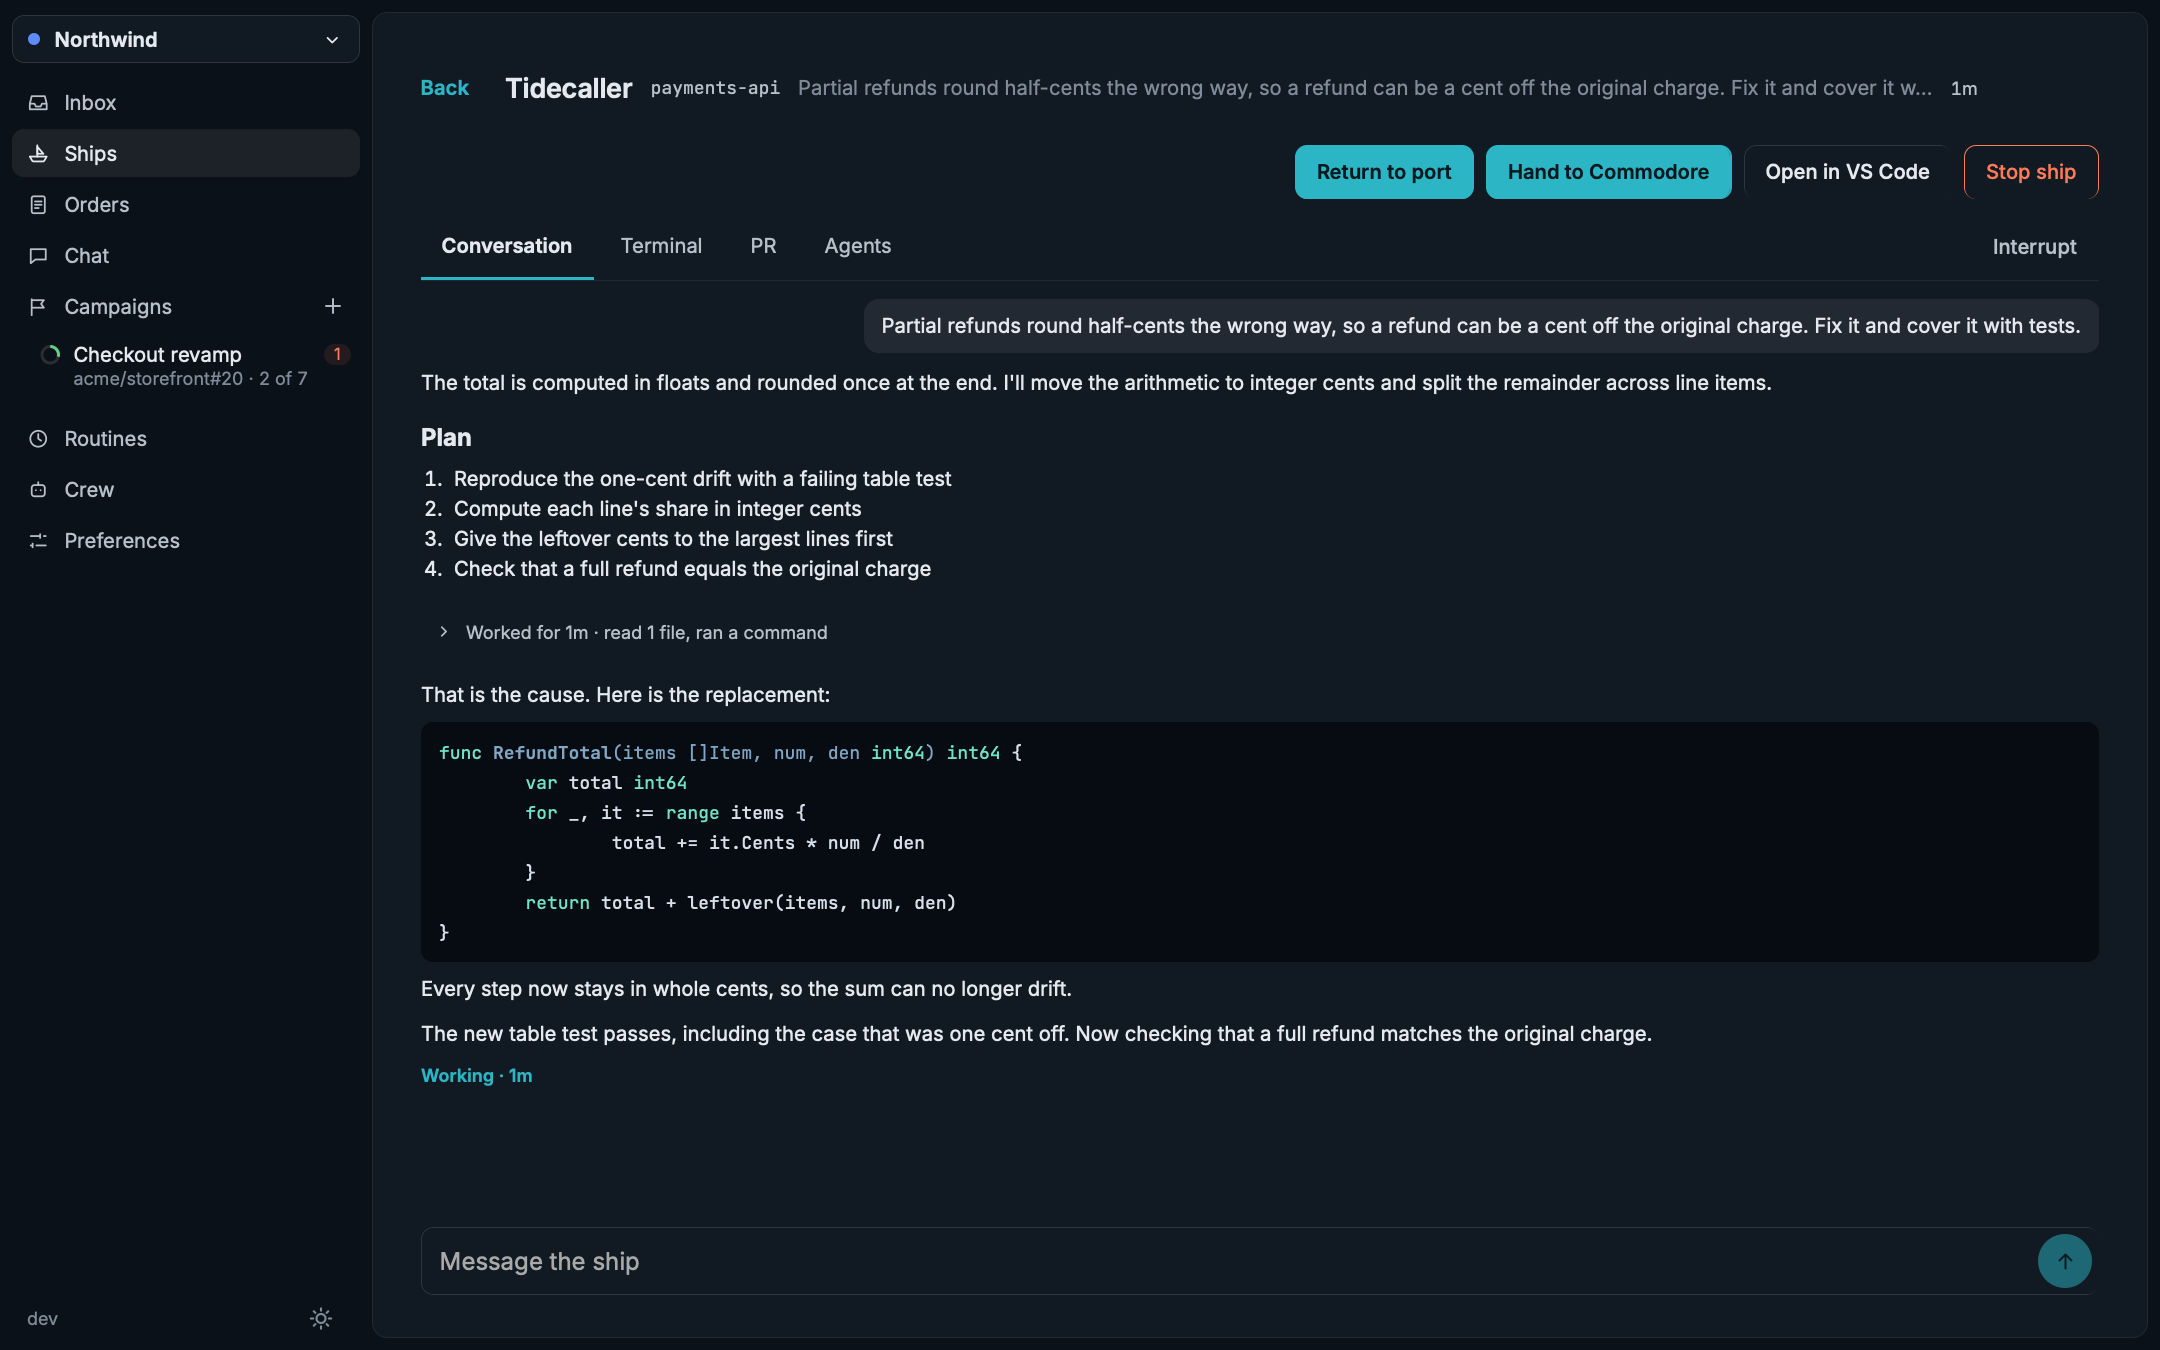 Northwind
Inbox
Ships
Orders
Chat
Campaigns
Checkout revamp 1
acme/storefront#20 · 2 of 7
Routines
Crew
Preferences
dev
Back Tidecaller payments-api Partial refunds round half-cents the wrong way, so a refund can be a cent off the original charge. Fix it and cover it w... 1m
Return to port Hand to Commodore Open in VS Code Stop ship
Conversation Terminal PR Agents Interrupt
Partial refunds round half-cents the wrong way, so a refund can be a cent off the original charge. Fix it and cover it with tests.
The total is computed in floats and rounded once at the end. I'll move the arithmetic to integer cents and split the remainder across line items.
Plan
1. Reproduce the one-cent drift with a failing table test
2. Compute each line's share in integer cents
3. Give the leftover cents to the largest lines first
4. Check that a full refund equals the original charge
Worked for 1m · read 1 file, ran a command
That is the cause. Here is the replacement:
func RefundTotal(items []Item, num, den int64) int64 {
var total int64
for _, it := range items {
total += it.Cents * num / den
}
return total + leftover(items, num, den)
}
Every step now stays in whole cents, so the sum can no longer drift.
The new table test passes, including the case that was one cent off. Now checking that a full refund matches the original charge.
Working · 1m
Message the ship